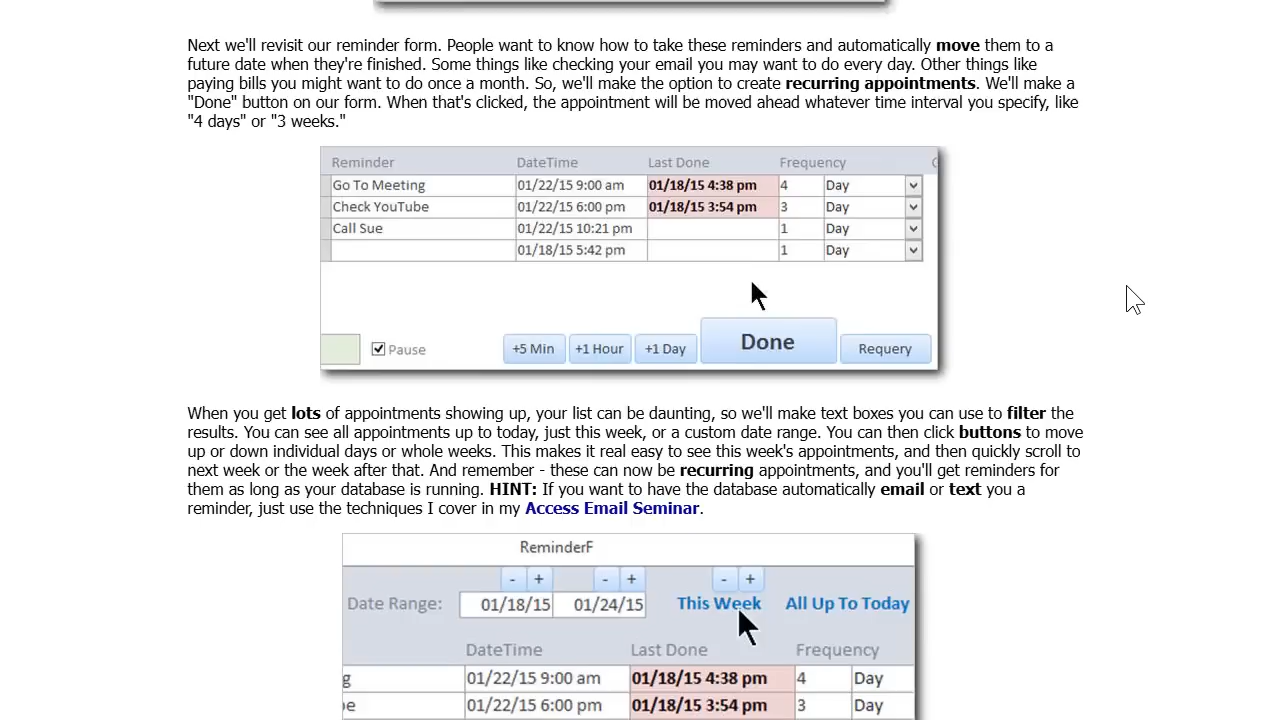 Next we'll revisit our reminder form. People want to know how to take these reminders and automatically move them to a
future date when they're finished. Some things like checking your email you may want to do every day. Other things like
paying bills you might want to do once a month. So, we'll make the option to create recurring appointments. We'll make a
"Done" button on our form. When that's clicked, the appointment will be moved ahead whatever time interval you specify, like
"4 days" or "3 weeks."
Reminder DateTime Last Done Frequency
Go To Meeting 01/22/15 9:00 am 01/18/15 4:38 pm 4 Day
Check YouTube 01/22/15 6:00 pm 01/18/15 3:54 pm 3 Day
Call Sue 01/22/15 10:21 pm 1 Day
01/18/15 5:42 pm 1 Day
Pause +5 Min +1 Hour +1 Day Done Requery
When you get lots of appointments showing up, your list can be daunting, so we'll make text boxes you can use to filter the
results. You can see all appointments up to today, just this week, or a custom date range. You can then click buttons to move
up or down individual days or whole weeks. This makes it real easy to see this week's appointments, and then quickly scroll to
next week or the week after that. And remember - these can now be recurring appointments, and you'll get reminders for
them as long as your database is running. HINT: If you want to have the database automatically email or text you a
reminder, just use the techniques I cover in my Access Email Seminar.
ReminderF
- + - + - +
Date Range: 01/18/15 01/24/15 This Week All Up To Today
DateTime Last Done Frequency
g 01/22/15 9:00 am 01/18/15 4:38 pm 4 Day
e 01/22/15 6:00 pm 01/18/15 3:54 pm 3 Day